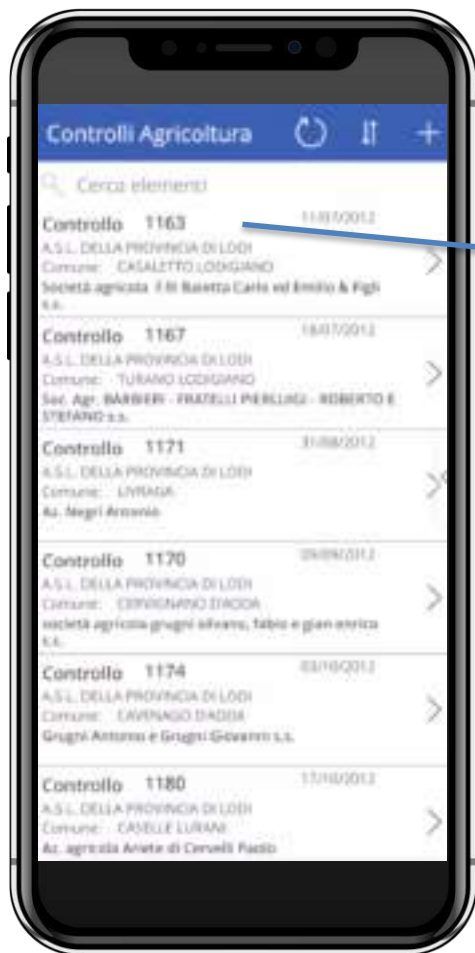 Controlli Agricoltura
Cerca elementi
Controllo 1163 11/07/2012
A.S.L. DELLA PROVINCIA DI LODI
Comune: CASALETTO LODIGIANO
Società agricola f.lli Baietta Carlo ed Emilio & Figli
s.s.
Controllo 1167 18/07/2012
A.S.L. DELLA PROVINCIA DI LODI
Comune: TURANO LODIGIANO
Soc. Agr. BARBIERI - FRATELLI PIERLUIGI - ROBERTO E
STEFANO s.s.
Controllo 1171 31/08/2012
A.S.L. DELLA PROVINCIA DI LODI
Comune: LIVRAGA
Az. Negri Antonio
Controllo 1170
A.S.L. DELLA PROVINCIA DI LODI
Comune: CERVIGNANO D'ADDA
società agricola grugni silvano, fabio e gian enrico
s.s.
Controllo 1174 03/10/2012
A.S.L. DELLA PROVINCIA DI LODI
Comune: CAVENAGO D'ADDA
Grugni Antonio e Grugni Giovanni s.s.
Controllo 1180 17/10/2012
A.S.L. DELLA PROVINCIA DI LODI
Comune: CASELLE LURANI
Az. agricola Ariete di Cervelli Paolo